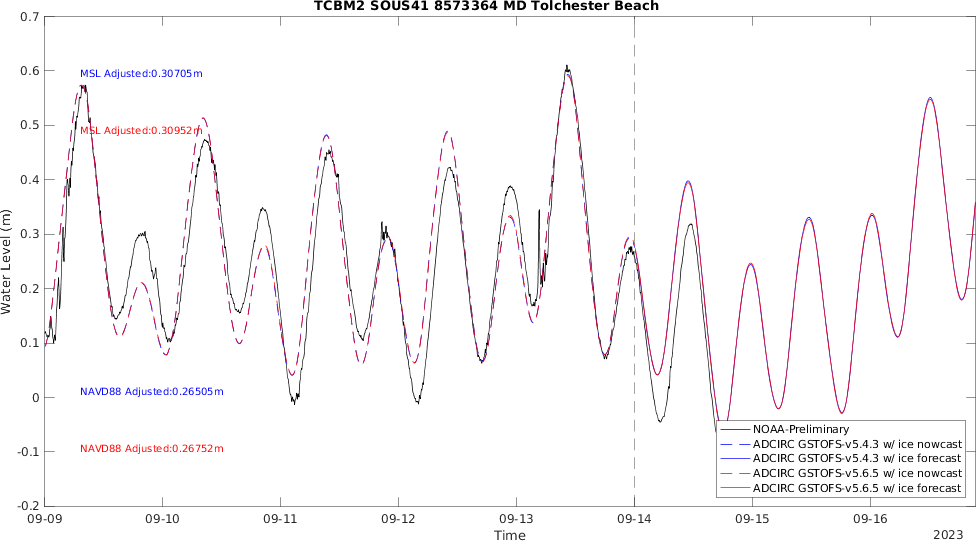 TCBM2 SOUS41 8573364 MD Tolchester Beach
0.7
0.6
0.5
0.4
0.3
0.2
0.1
0
-0.1
-0.2
Water Level (m)
MSL Adjusted:0.30705m
MSL Adjusted:0.30952m
NAVD88 Adjusted:0.26505m
NAVD88 Adjusted:0.26752m
NOAA-Preliminary
ADCIRC GSTOFS-v5.4.3 w/ ice nowcast
ADCIRC GSTOFS-v5.4.3 w/ ice forecast
ADCIRC GSTOFS-v5.6.5 w/ ice nowcast
ADCIRC GSTOFS-v5.6.5 w/ ice forecast
09-09 09-10 09-11 09-12 09-13 09-14 09-15 09-16
Time
2023